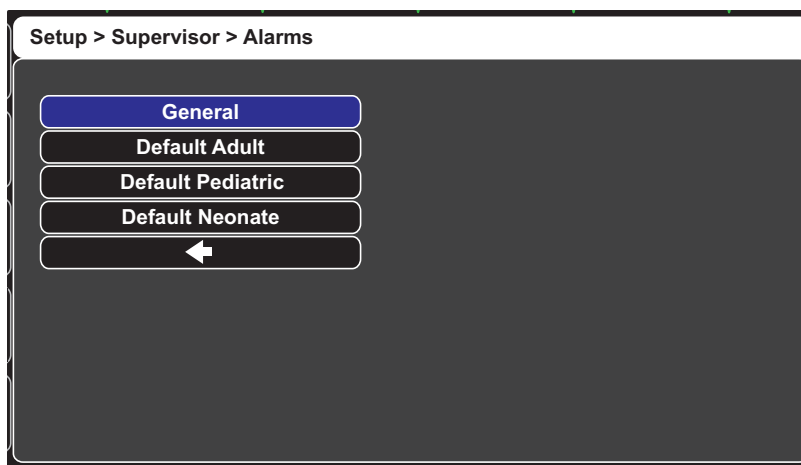 Setup > Supervisor > Alarms
General
Default Adult
Default Pediatric
Default Neonate